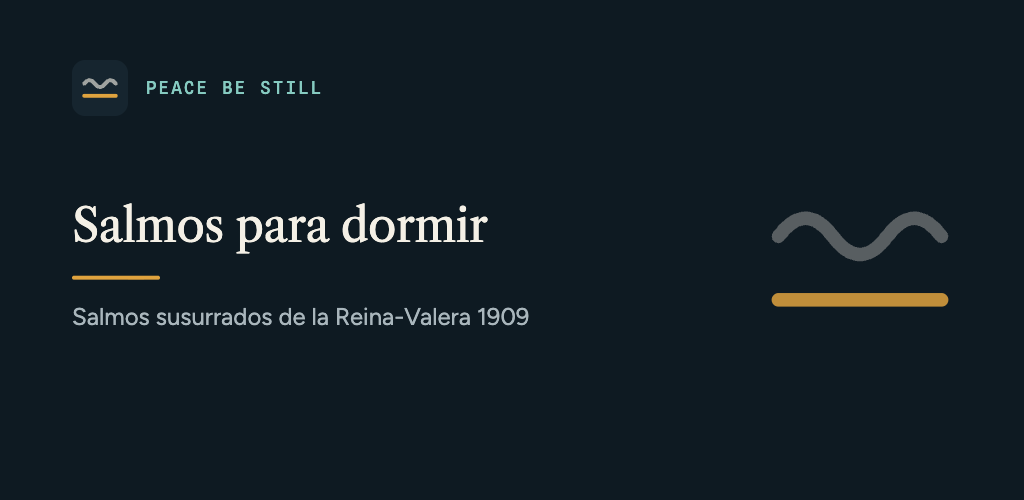 PEACE BE STILL
Salmos para dormir
Salmos susurrados de la Reina-Valera 1909